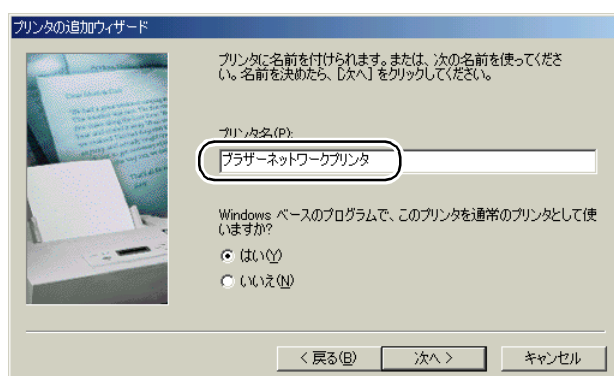 プリンタの追加ウィザード
プリンタに名前を付けられます。または、次の名前を使ってくださ
い。名前を決めたら、[次へ] をクリックしてください。
プリンタ名(P):
ブラザーネットワークプリンタ
Windows ベースのプログラムで、このプリンタを通常のプリンタとして使
いますか?
はい(Y)
いいえ(N)
< 戻る(B)
次へ >
キャンセル